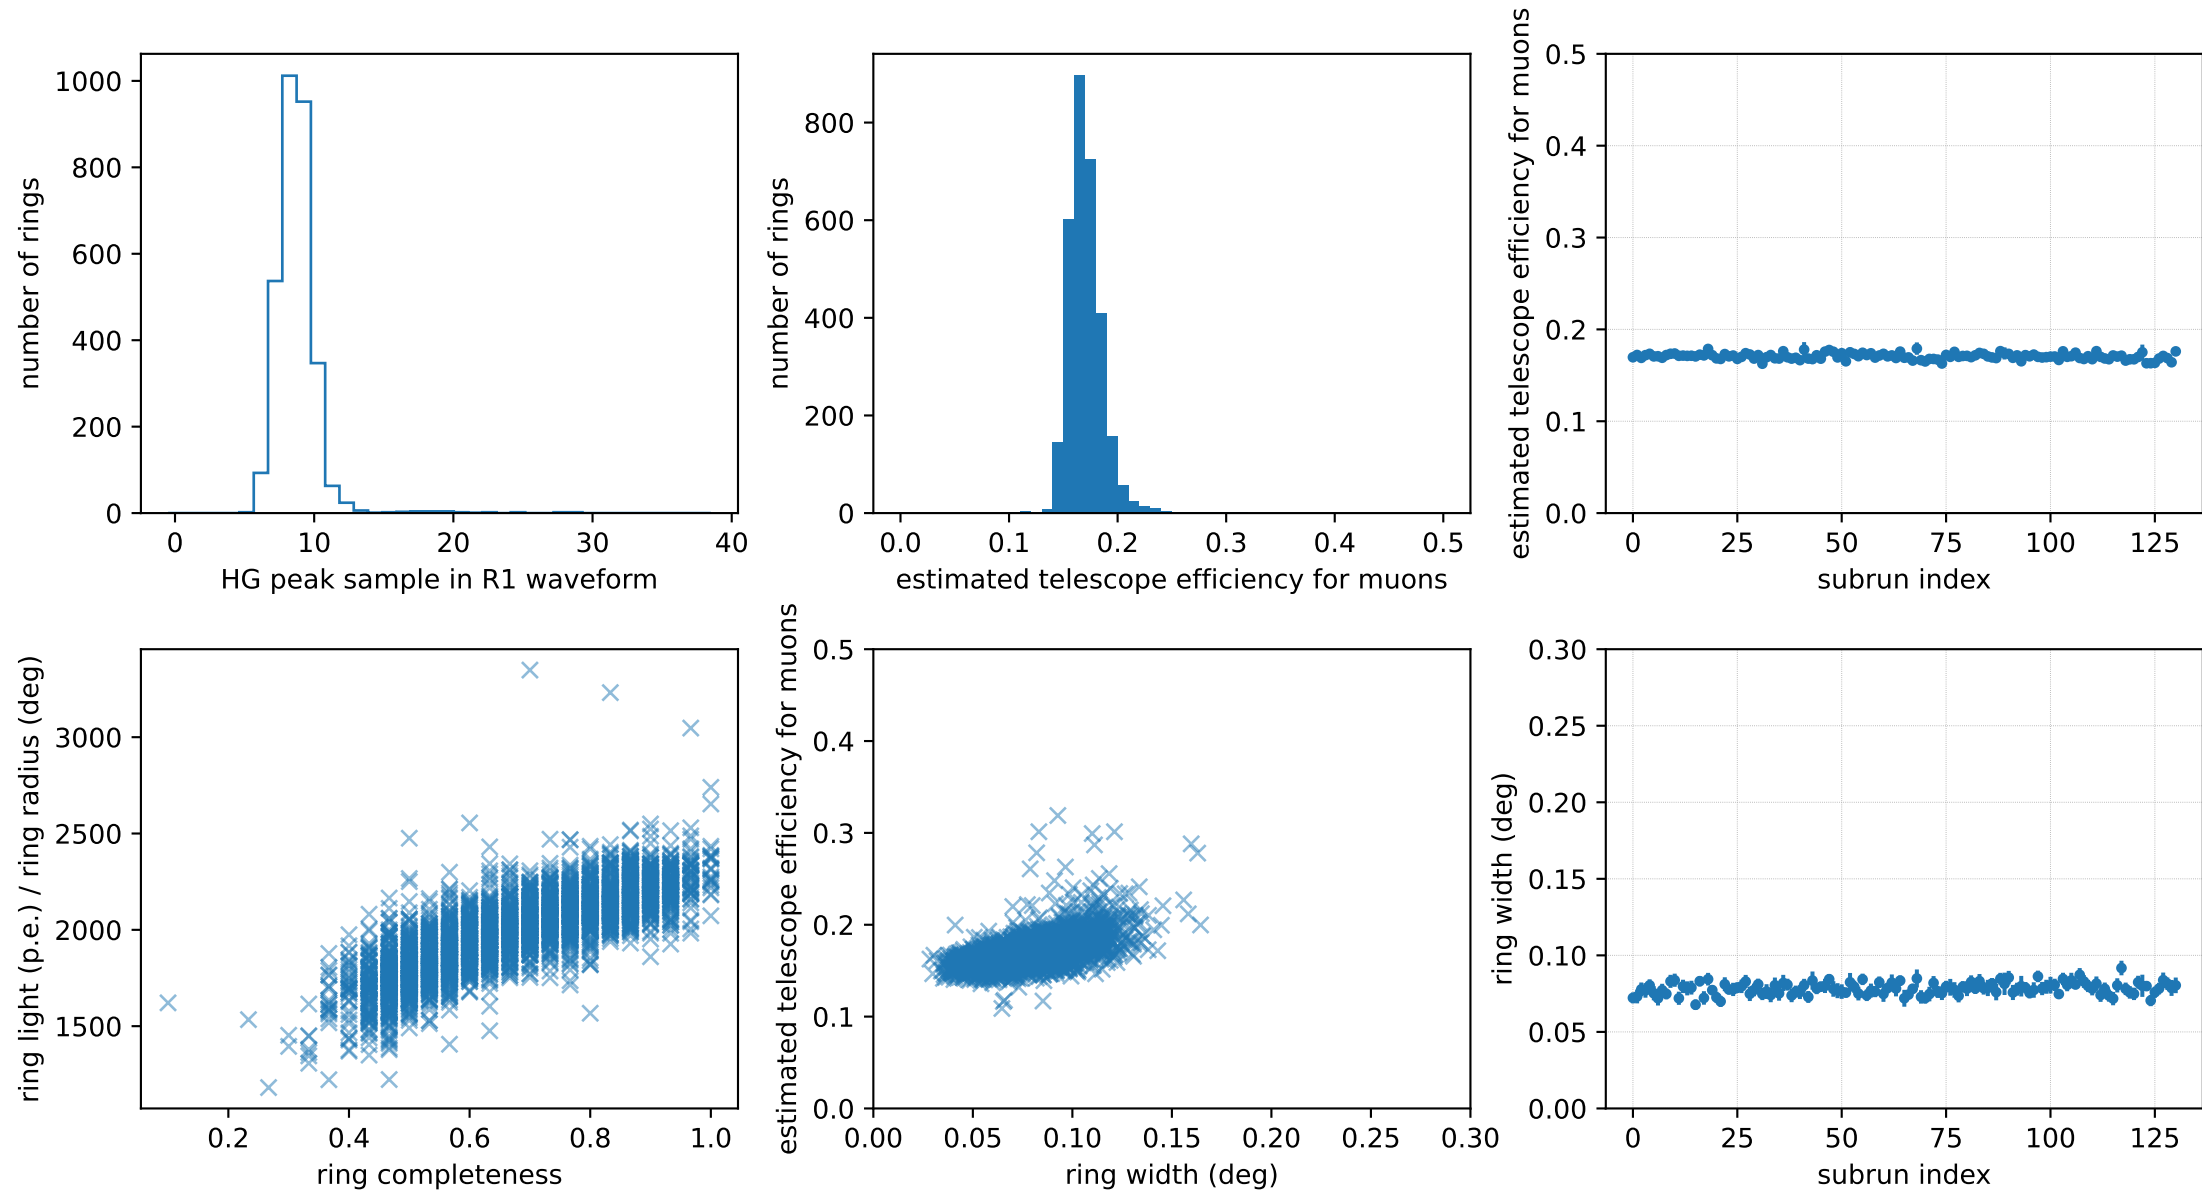 number of rings
1000
800
600
400
200
0
0 10 20 30 40
HG peak sample in R1 waveform
number of rings
800
600
400
200
0
0.0 0.1 0.2 0.3 0.4 0.5
estimated telescope efficiency for muons
estimated telescope efficiency for muons
0.5
0.4
0.3
0.2
0.1
0.0
0 25 50 75 100 125
subrun index
ring light (p.e.) / ring radius (deg)
3000
2500
2000
1500
0.2 0.4 0.6 0.8 1.0
ring completeness
estimated telescope efficiency for muons
0.5
0.4
0.3
0.2
0.1
0.0
0.00 0.05 0.10 0.15 0.20 0.25 0.30
ring width (deg)
ring width (deg)
0.30
0.25
0.20
0.15
0.10
0.05
0.00
0 25 50 75 100 125
subrun index